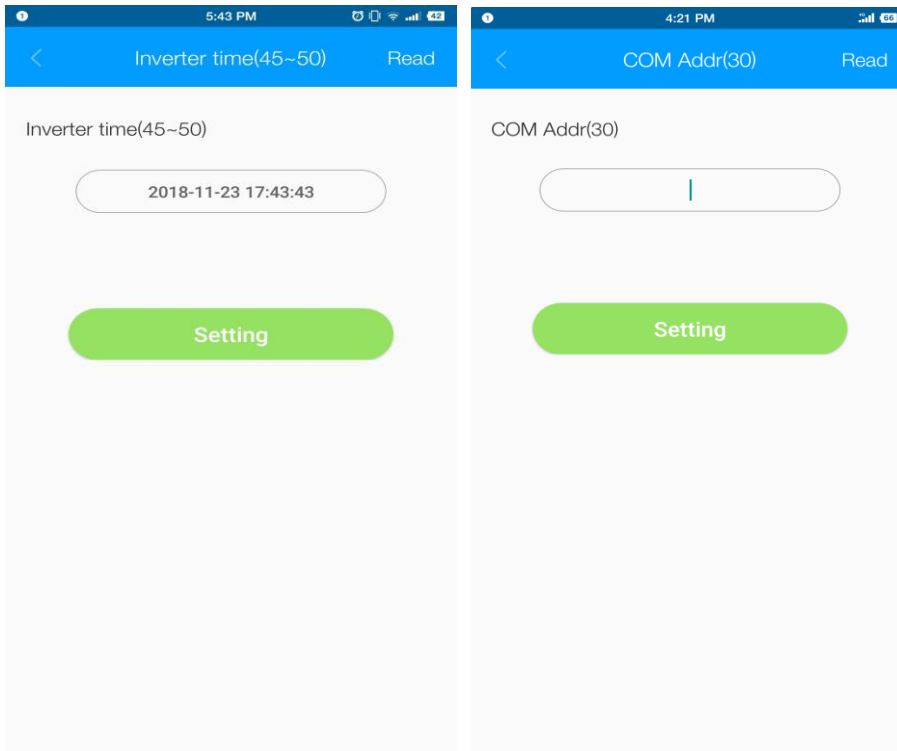 5:43 PM
42
Inverter time(45~50)
Read
Inverter time(45~50)
2018-11-23 17:43:43
Setting
4:21 PM
66
COM Addr(30)
Read
COM Addr(30)
Setting